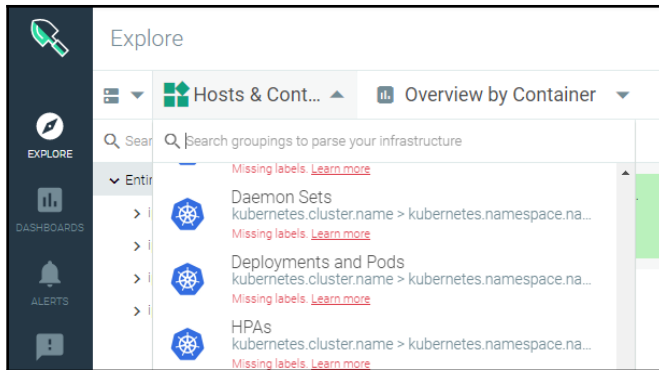 Explore
Hosts & Cont...
Overview by Container
Sear
Search groupings to parse your infrastructure
EXPLORE
Missing labels. Learn more
Entir
Daemon Sets
kubernetes.cluster.name > kubernetes.namespace.na...
Missing labels. Learn more
DASHBOARDS
Deployments and Pods
kubernetes.cluster.name > kubernetes.namespace.na...
Missing labels. Learn more
ALERTS
HPAs
kubernetes.cluster.name > kubernetes.namespace.na...
Missing labels. Learn more